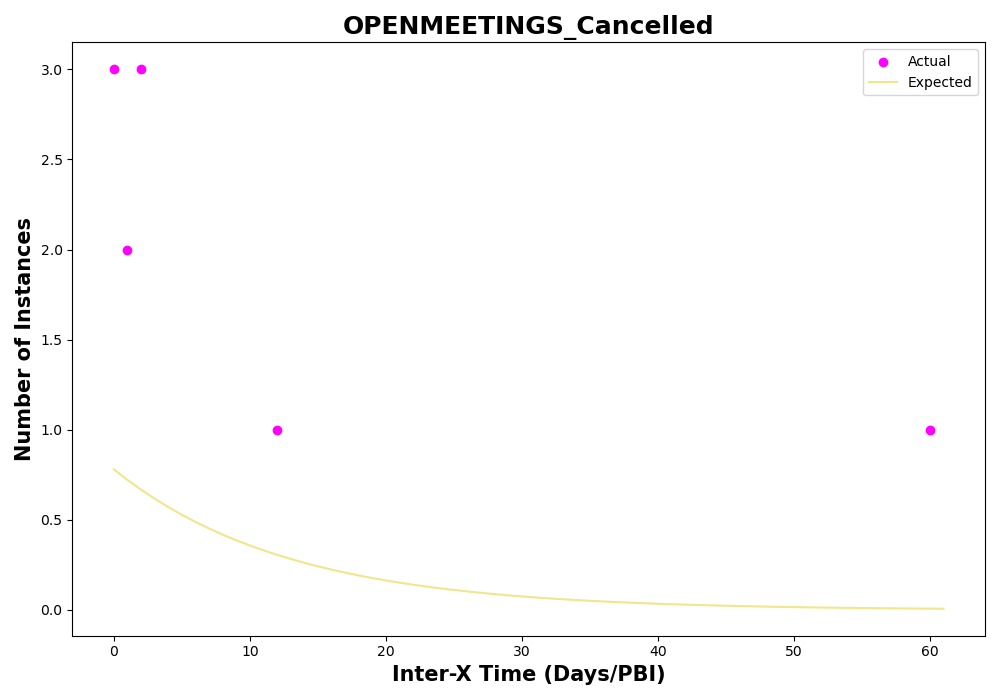 OPENMEETINGS_Cancelled
Actual
Expected
3.0
2.5
2.0
1.5
1.0
0.5
0.0
Number of Instances
0 10 20 30 40 50 60
Inter-X Time (Days/PBI)